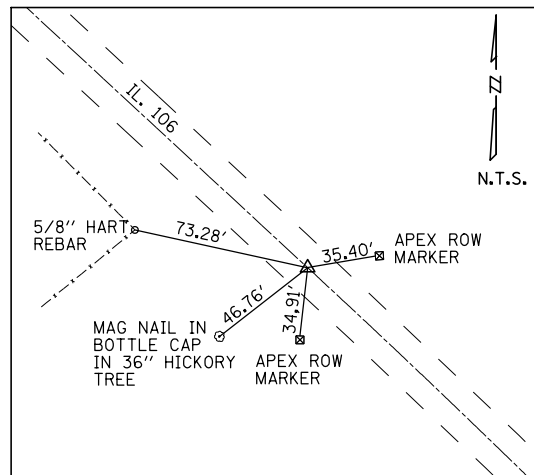 IL. 106
N
N.T.S.
5/8" HART
REBAR
73.28'
35.40'
APEX ROW
MARKER
46.76'
34.91'
MAG NAIL IN
BOTTLE CAP
IN 36" HICKORY
TREE
APEX ROW
MARKER